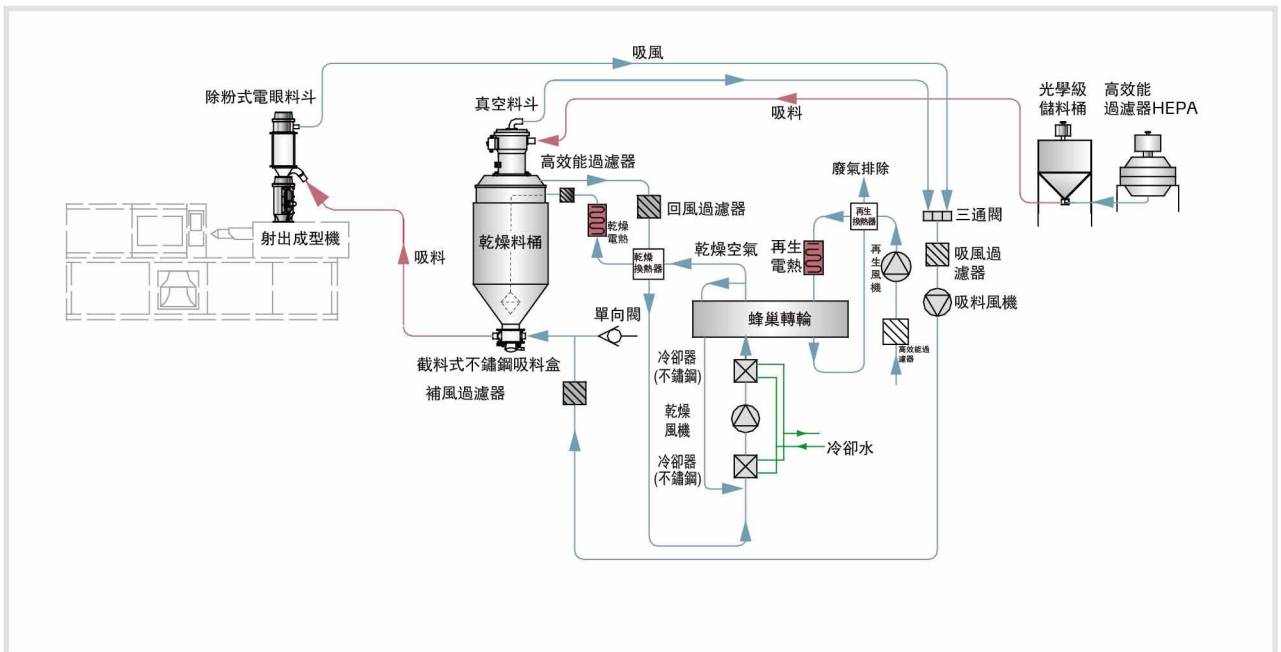 吸風
除粉式電眼料斗
真空料斗
吸料
光學級
儲料桶
高效能
過濾器HEPA
高效能過濾器
廢氣排除
回風過濾器
再生
換熱器
三通閥
乾燥
電熱
乾燥料桶
射出成型機
吸料
乾燥
換熱器
乾燥空氣
再生
電熱
再生風機
吸風過
濾器
吸料風機
單向閥
蜂巢轉輪
截料式不鏽鋼吸料盒
補風過濾器
冷卻器
(不鏽鋼)
高效能過
濾器
乾燥
風機
冷卻水
冷卻器
(不鏽鋼)